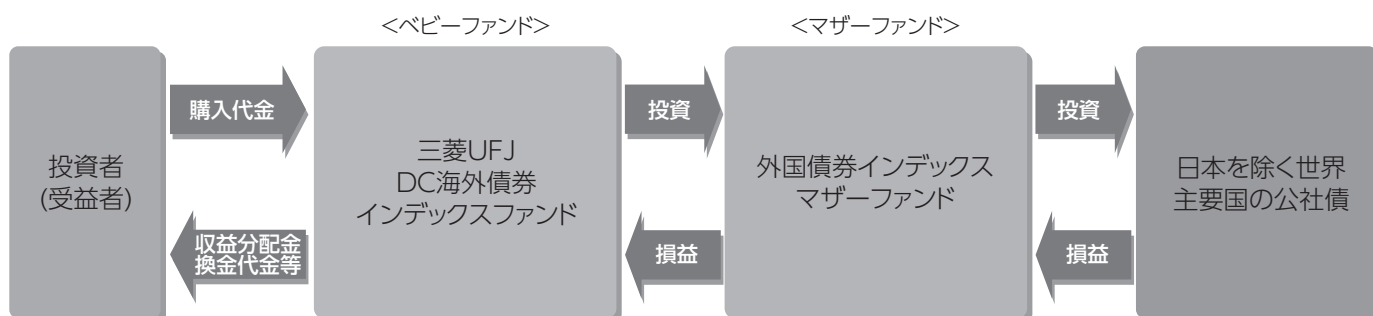 <ベビーファンド>
<マザーファンド>
投資者
(受益者)
購入代金
収益分配金
換金代金等
三菱UFJ
DC海外債券
インデックスファンド
投資
損益
外国債券インデックス
マザーファンド
投資
損益
日本を除く世界
主要国の公社債